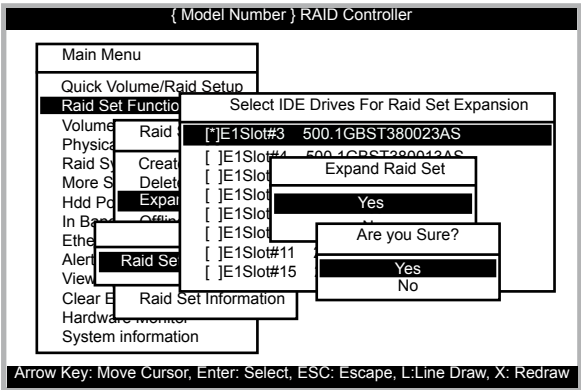 { Model Number } RAID Controller
Main Menu
Quick Volume/Raid Setup
Raid Set Functio
Volume
Physica
Raid Sy
More S
Hdd Po
In Ban
Ethe
Alert
View
Clear E
Hardware Monitor
System information
Raid S
Creat
Delet
Expan
Offlin
Raid Set Information
Raid Se
Select IDE Drives For Raid Set Expansion
[*]E1Slot#3 500.1GBST380023AS
[ ]E1Slot#4 500.1GBST380013AS
[ ]E1Slot
[ ]E1Slot
[ ]E1Slot
[ ]E1Slot
[ ]E1Slot#11
[ ]E1Slot#15
Expand Raid Set
Yes
Are you Sure?
Yes
No
Arrow Key: Move Cursor, Enter: Select, ESC: Escape, L:Line Draw, X: Redraw